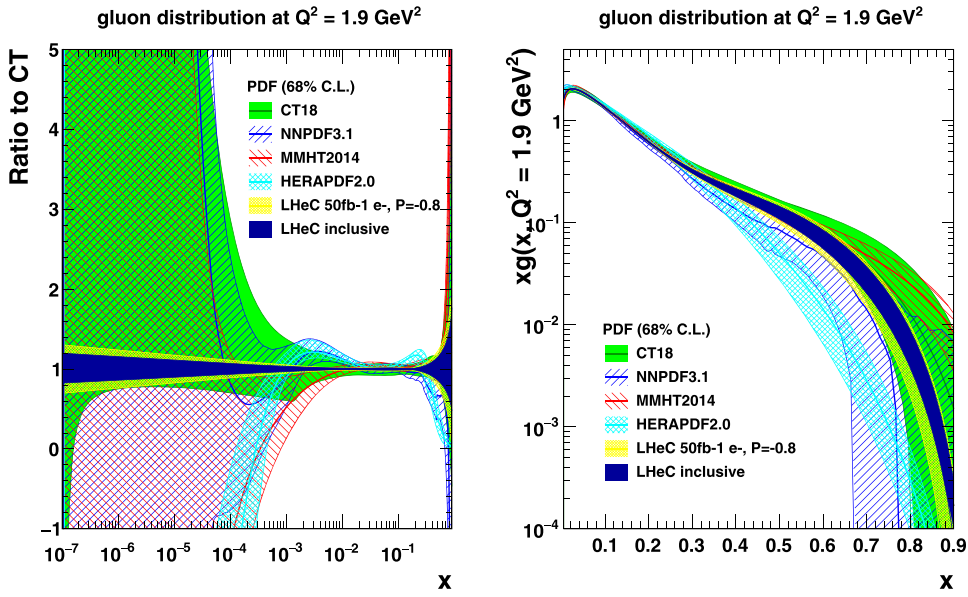 gluon distribution at Q² = 1.9 GeV²
Ratio to CT
5
4
3
2
1
0
−1
PDF (68% C.L.)
CT18
NNPDF3.1
MMHT2014
HERAPDF2.0
LHeC 50fb-1 e-, P=-0.8
LHeC inclusive
10⁻⁷ 10⁻⁶ 10⁻⁵ 10⁻⁴ 10⁻³ 10⁻² 10⁻¹
x
gluon distribution at Q² = 1.9 GeV²
xg(x, Q² = 1.9 GeV²)
1
10⁻¹
10⁻²
10⁻³
10⁻⁴
PDF (68% C.L.)
CT18
NNPDF3.1
MMHT2014
HERAPDF2.0
LHeC 50fb-1 e-, P=-0.8
LHeC inclusive
0.1 0.2 0.3 0.4 0.5 0.6 0.7 0.8 0.9
x